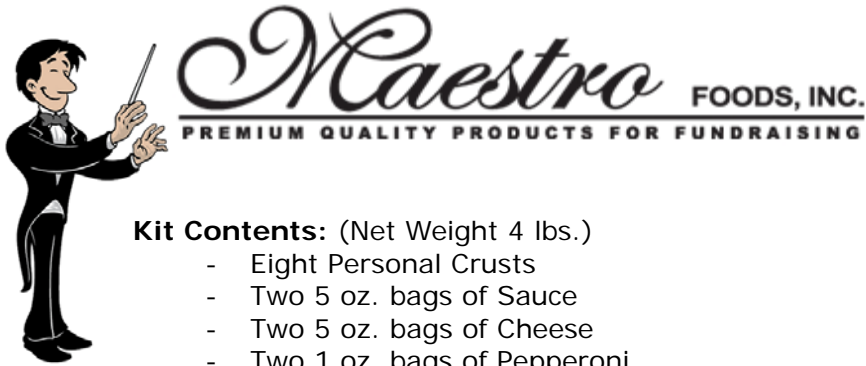 Maestro FOODS, INC.
PREMIUM QUALITY PRODUCTS FOR FUNDRAISING
Kit Contents: (Net Weight 4 lbs.)
- Eight Personal Crusts
- Two 5 oz. bags of Sauce
- Two 5 oz. bags of Cheese
- Two 1 oz. bags of Pepperoni